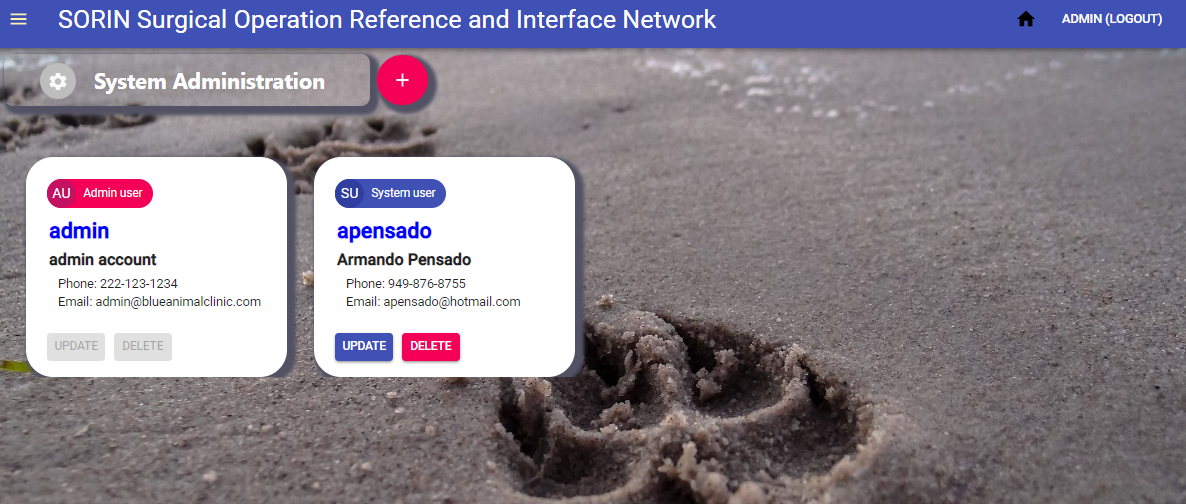 SORIN Surgical Operation Reference and Interface Network
ADMIN (LOGOUT)
System Administration
+
AU Admin user
admin
admin account
Phone: 222-123-1234
Email: admin@blueanimalclinic.com
UPDATE DELETE
SU System user
apensado
Armando Pensado
Phone: 949-876-8755
Email: apensado@hotmail.com
UPDATE DELETE